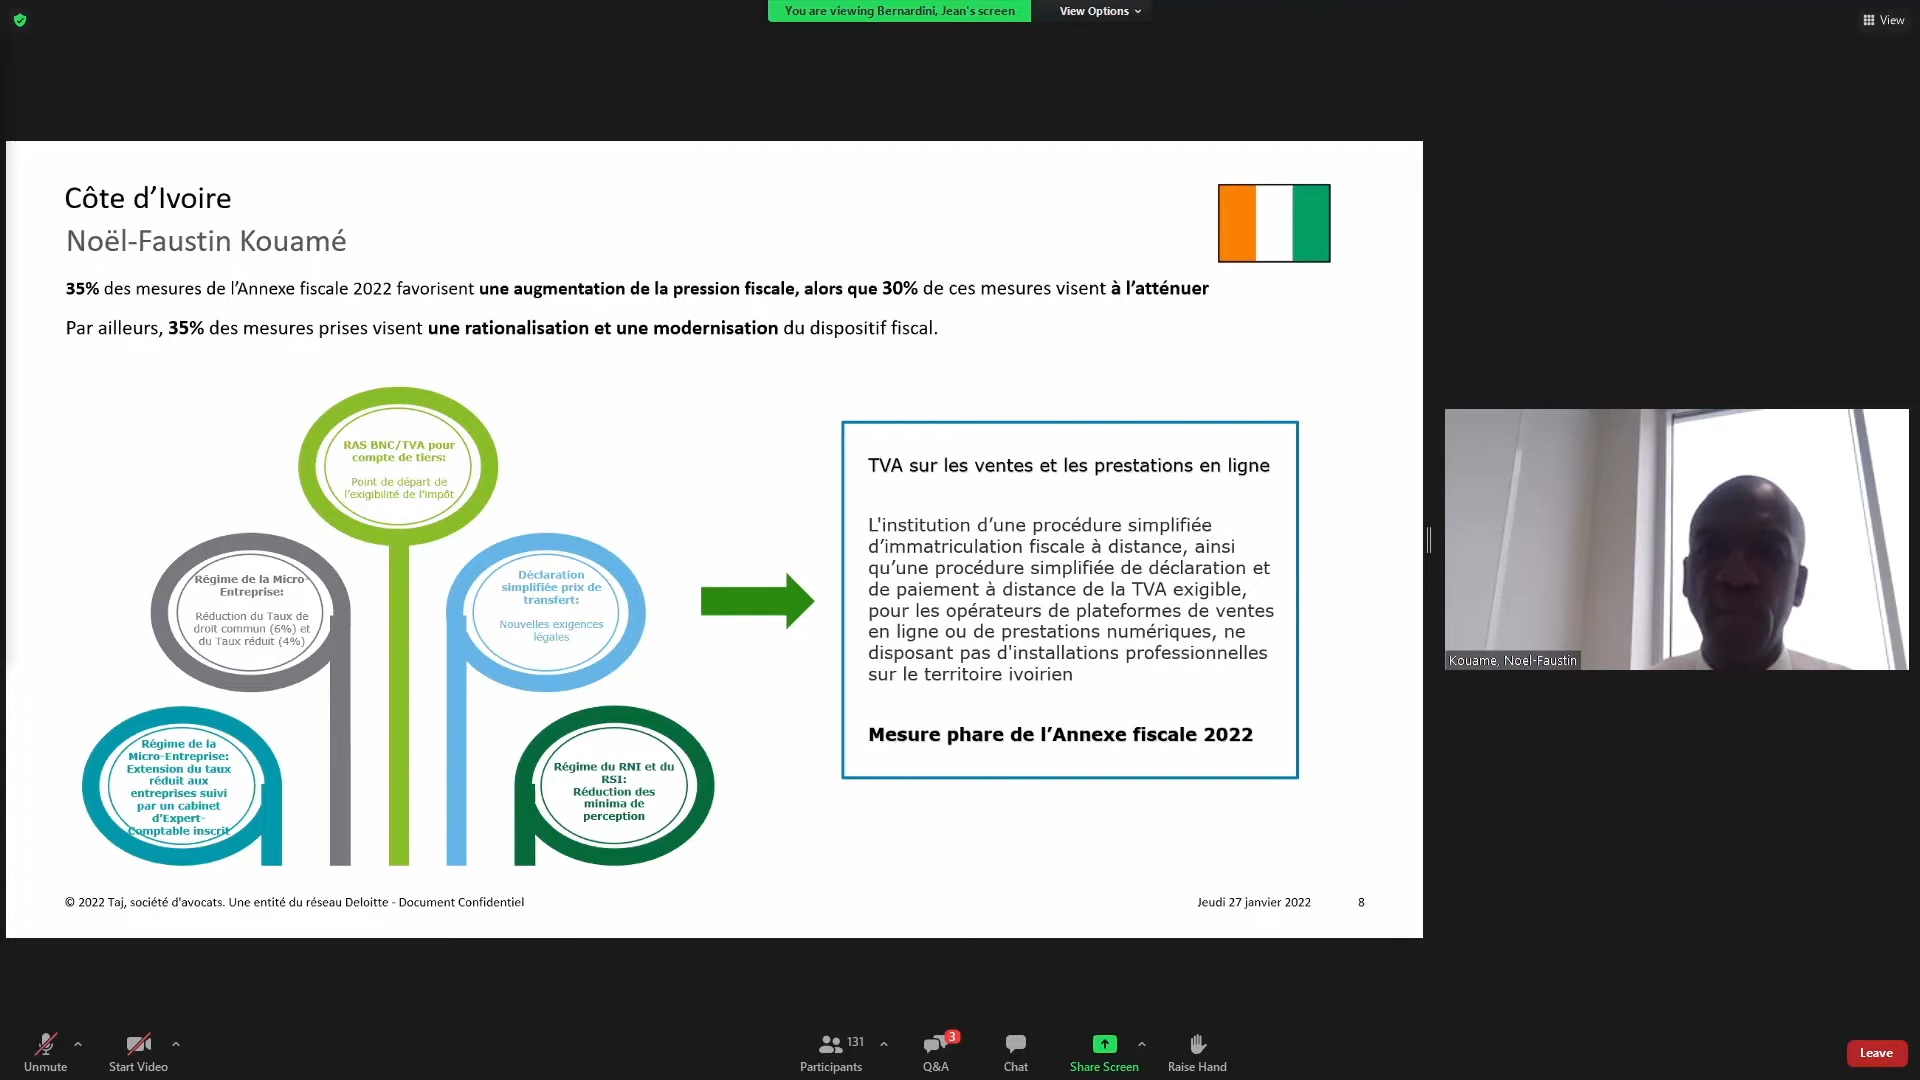 You are viewing Bernardini, Jean's screen
View Options
View
Côte d’Ivoire
Noël-Faustin Kouamé
35% des mesures de l’Annexe fiscale 2022 favorisent une augmentation de la pression fiscale, alors que 30% de ces mesures visent à l’atténuer
Par ailleurs, 35% des mesures prises visent une rationalisation et une modernisation du dispositif fiscal.
RAS BNC/TVA pour
compte de tiers:
Point de départ de
l’exigibilité de l’impôt
Régime de la Micro
Entreprise:
Réduction du Taux de
droit commun (6%) et
du Taux réduit (4%)
Déclaration
simplifiée prix de
transfert:
Nouvelles exigences
légales
Régime de la
Micro-Entreprise:
Extension du taux
réduit aux
entreprises suivi
par un cabinet
d’Expert-
Comptable inscrit
Régime du RNI et du
RSI:
Réduction des
minima de
perception
TVA sur les ventes et les prestations en ligne
L'institution d’une procédure simplifiée
d’immatriculation fiscale à distance, ainsi
qu’une procédure simplifiée de déclaration et
de paiement à distance de la TVA exigible,
pour les opérateurs de plateformes de ventes
en ligne ou de prestations numériques, ne
disposant pas d'installations professionnelles
sur le territoire ivoirien
Mesure phare de l’Annexe fiscale 2022
Kouame, Noel-Faustin
© 2022 Taj, société d'avocats. Une entité du réseau Deloitte - Document Confidentiel
Jeudi 27 janvier 2022
8
Unmute
Start Video
131
Participants
3
Q&A
Chat
Share Screen
Raise Hand
Leave